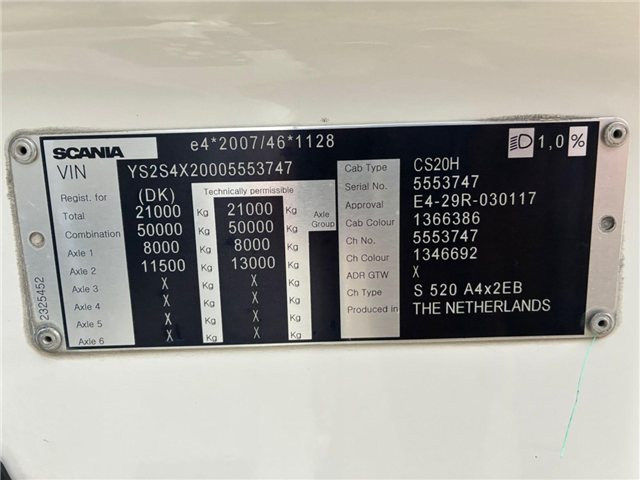 SCANIA e4*2007/46*1128 1,0 %
VIN YS2S4X20005553747 Cab Type CS20H
Regist. for (DK) Technically permissible Serial No. 5553747
Total 21000 Kg 21000 Kg Axle Group Approval E4-29R-030117
Combination 50000 Kg 50000 Kg Cab Colour 1366386
Axle 1 8000 Kg 8000 Kg Ch No. 5553747
Axle 2 11500 Kg 13000 Kg Ch Colour 1346692
Axle 3 X Kg X Kg ADR GTW X
Axle 4 X Kg X Kg Ch Type S 520 A4x2EB
Axle 5 X Kg X Kg Produced in THE NETHERLANDS
Axle 6 X Kg X Kg
2325452